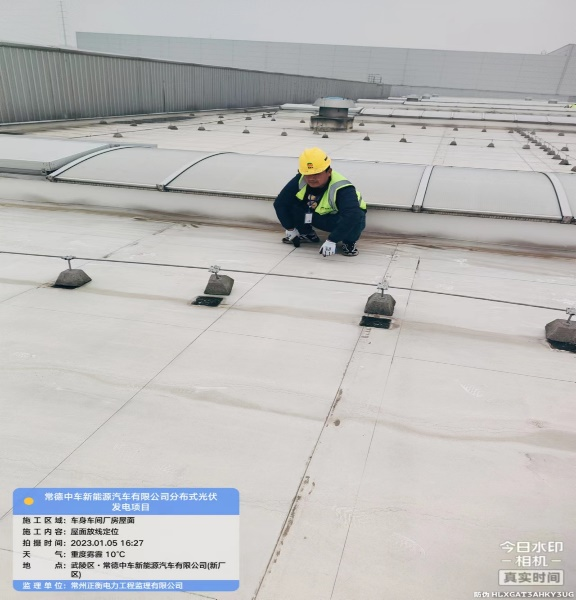 常德中车新能源汽车有限公司分布式光伏
发电项目
施工区域：车身车间厂房屋面
施工内容：屋面放线定位
拍摄时间：2023.01.05 16:27
天    气：重度雾霾 10℃
地    点：武陵区·常德中车新能源汽车有限公司(新厂
区)
监理单位：常州正衡电力工程监理有限公司
今日水印
相机
真实时间
防伪 HLXGAT3AHKY3UG